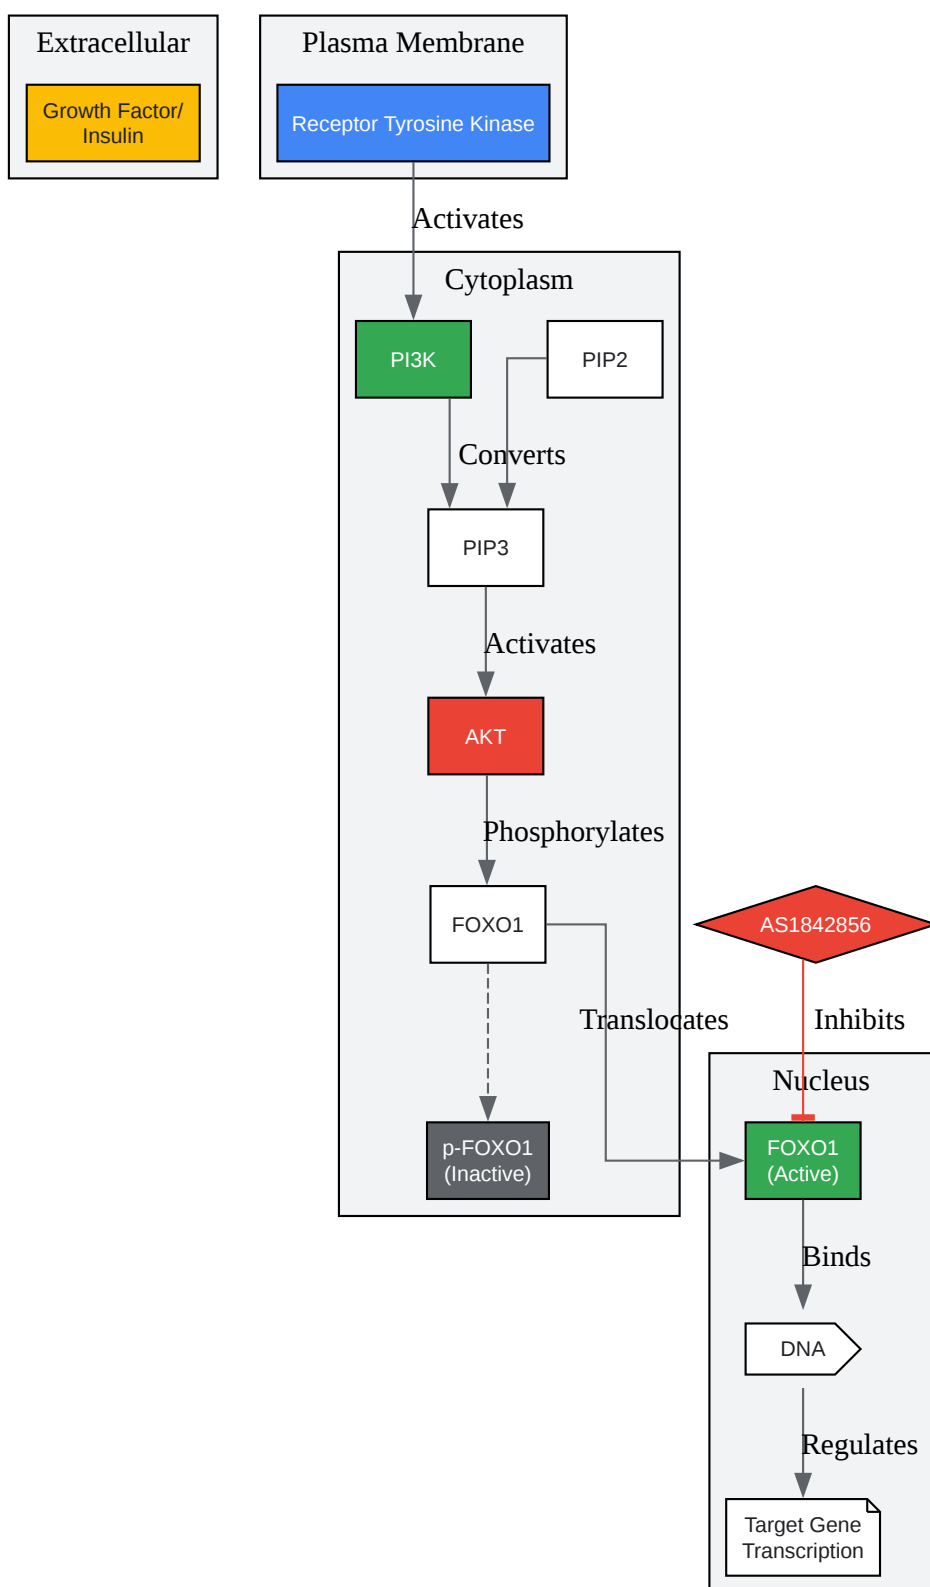 Extracellular
Growth Factor/
Insulin
Plasma Membrane
Receptor Tyrosine Kinase
Activates
Cytoplasm
PI3K
PIP2
Converts
PIP3
Activates
AKT
Phosphorylates
FOXO1
AS1842856
Translocates
Inhibits
Nucleus
p-FOXO1
(Inactive)
FOXO1
(Active)
Binds
DNA
Regulates
Target Gene
Transcription